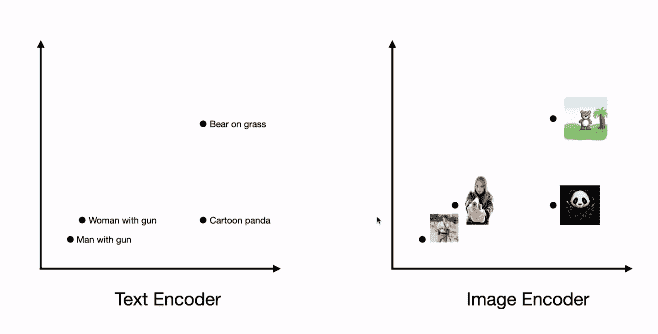 Bear on grass
Woman with gun
Cartoon panda
Man with gun
Text Encoder
Image Encoder